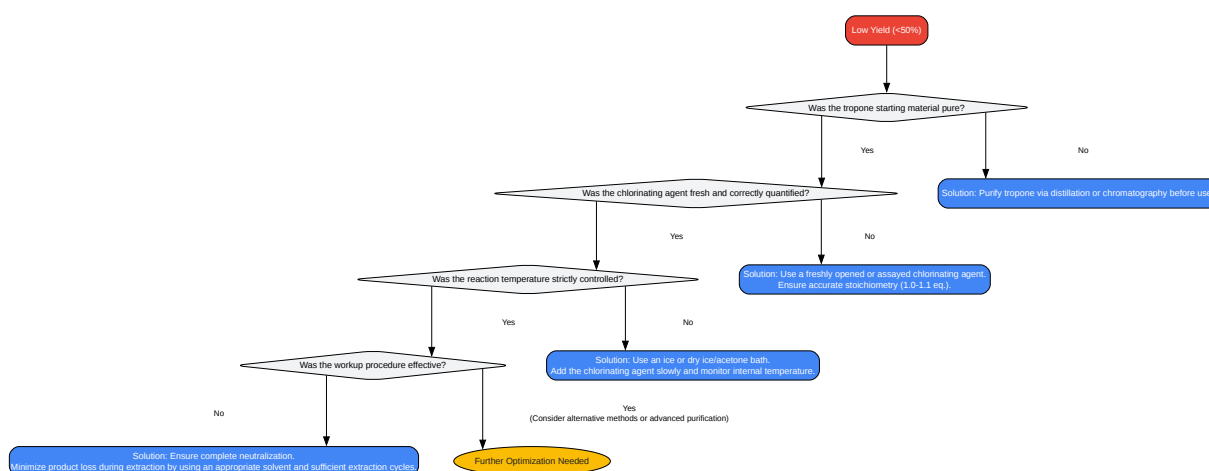 Low Yield (<50%)
Was the tropone starting material pure?
Yes
No
Was the chlorinating agent fresh and correctly quantified?
Solution: Purify tropone via distillation or chromatography before use
Yes
No
Was the reaction temperature strictly controlled?
Solution: Use a freshly opened or assayed chlorinating agent.
Ensure accurate stoichiometry (1.0-1.1 eq.).
Yes
No
Was the workup procedure effective?
Solution: Use an ice or dry ice/acetone bath.
Add the chlorinating agent slowly and monitor internal temperature.
No
Yes
(Consider alternative methods or advanced purification)
Solution: Ensure complete neutralization.
Minimize product loss during extraction by using an appropriate solvent and sufficient extraction cycles.
Further Optimization Needed